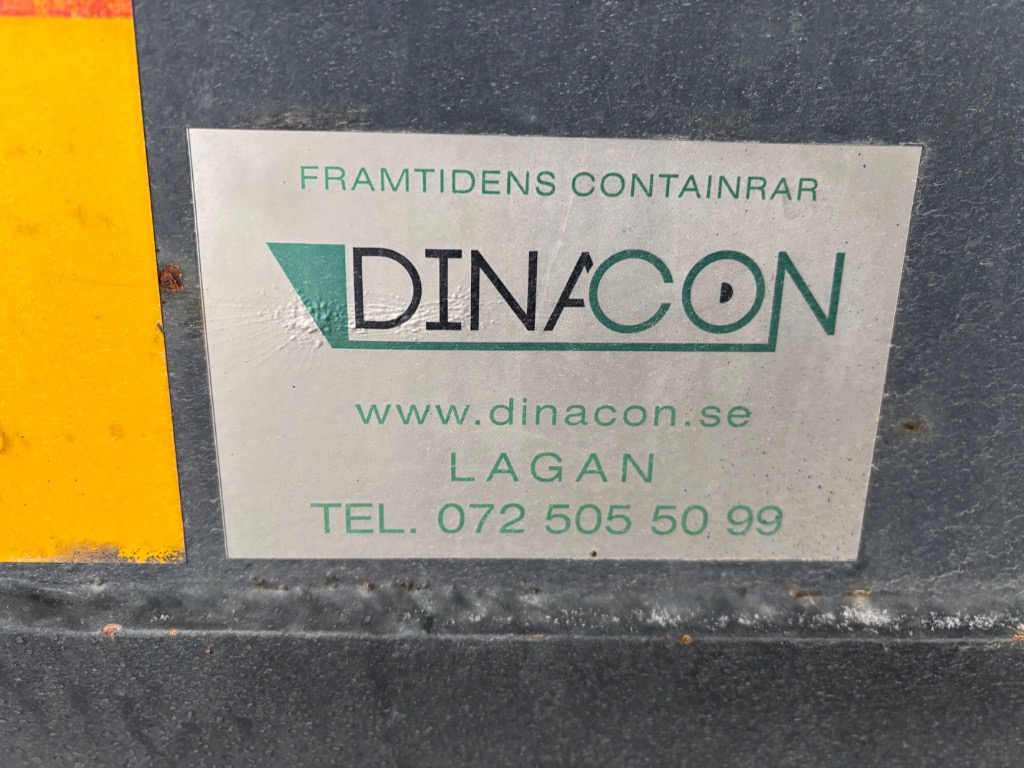 FRAMTIDENS CONTAINRAR
DINACON
www.dinacon.se
LAGAN
TEL. 072 505 50 99